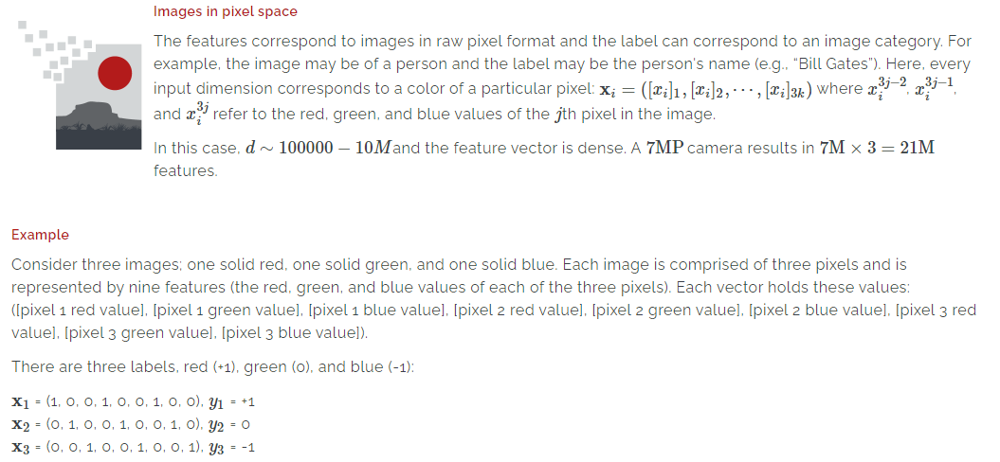 Images in pixel space
The features correspond to images in raw pixel format and the label can correspond to an image category. For
example, the image may be of a person and the label may be the person's name (e.g., "Bill Gates"). Here, every
input dimension corresponds to a color of a particular pixel: $\mathbf{x}_i = ([x_i]_1, [x_i]_2, \cdots, [x_i]_{3k})$ where $x_i^{3j-2}$, $x_i^{3j-1}$,
and $x_i^{3j}$ refer to the red, green, and blue values of the $j$th pixel in the image.
In this case, $d \sim 100000 - 10M$and the feature vector is dense. A 7MP camera results in $7\mathrm{M} \times 3 = 21\mathrm{M}$
features.
Example
Consider three images; one solid red, one solid green, and one solid blue. Each image is comprised of three pixels and is
represented by nine features (the red, green, and blue values of each of the three pixels). Each vector holds these values:
([pixel 1 red value], [pixel 1 green value], [pixel 1 blue value], [pixel 2 red value], [pixel 2 green value], [pixel 2 blue value], [pixel 3 red
value], [pixel 3 green value], [pixel 3 blue value]).
There are three labels, red (+1), green (0), and blue (-1):
$\mathbf{x}_1$ = (1, 0, 0, 1, 0, 0, 1, 0, 0), $y_1$ = +1
$\mathbf{x}_2$ = (0, 1, 0, 0, 1, 0, 0, 1, 0), $y_2$ = 0
$\mathbf{x}_3$ = (0, 0, 1, 0, 0, 1, 0, 0, 1), $y_3$ = -1